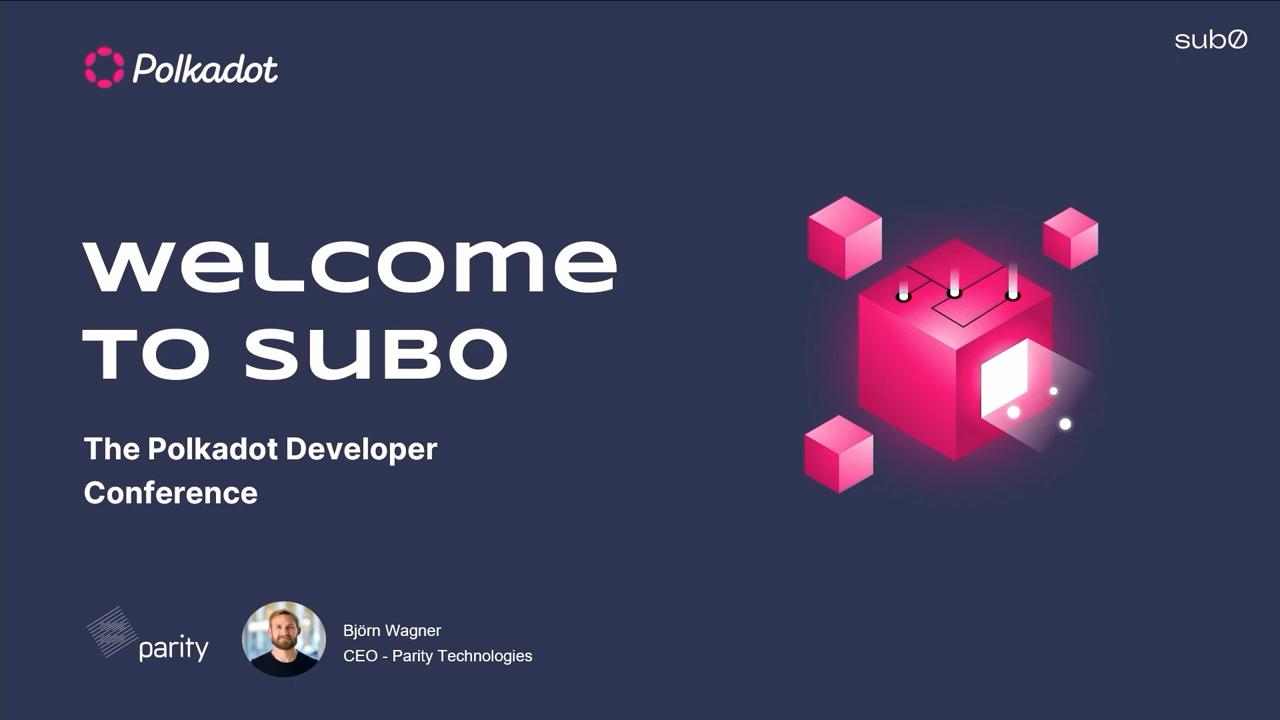 Polkadot
sub0
Welcome
to sub0
The Polkadot Developer
Conference
parity
Björn Wagner
CEO - Parity Technologies